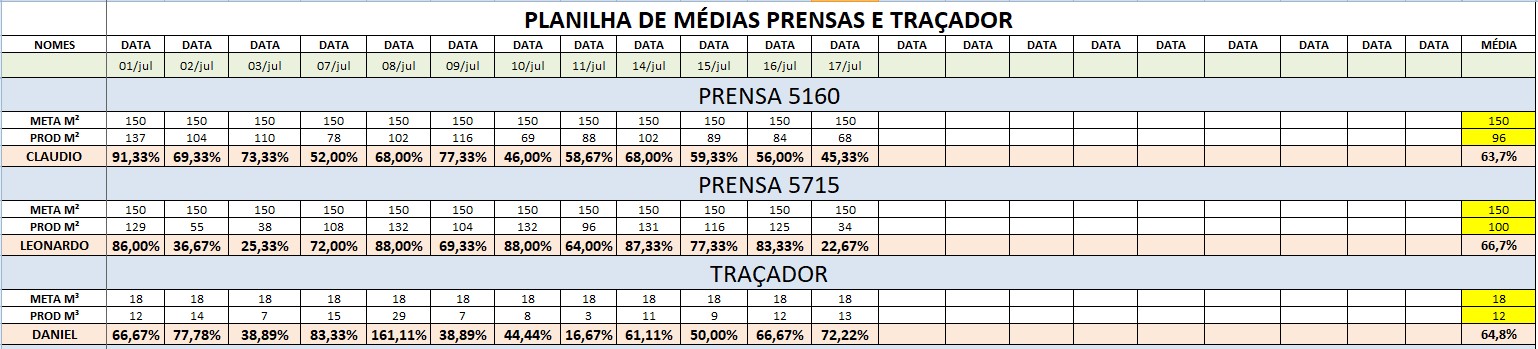 PLANILHA DE MÉDIAS PRENSAS E TRAÇADOR
NOMES DATA DATA DATA DATA DATA DATA DATA DATA DATA DATA DATA DATA DATA DATA DATA DATA DATA DATA DATA DATA DATA MÉDIA
01/jul 02/jul 03/jul 07/jul 08/jul 09/jul 10/jul 11/jul 14/jul 15/jul 16/jul 17/jul
PRENSA 5160
META M² 150 150 150 150 150 150 150 150 150 150 150 150 150
PROD M² 137 104 110 78 102 116 69 88 102 89 84 68 96
CLAUDIO 91,33% 69,33% 73,33% 52,00% 68,00% 77,33% 46,00% 58,67% 68,00% 59,33% 56,00% 45,33% 63,7%
PRENSA 5715
META M² 150 150 150 150 150 150 150 150 150 150 150 150 150
PROD M² 129 55 38 108 132 104 132 96 131 116 125 34 100
LEONARDO 86,00% 36,67% 25,33% 72,00% 88,00% 69,33% 88,00% 64,00% 87,33% 77,33% 83,33% 22,67% 66,7%
TRAÇADOR
META M³ 18 18 18 18 18 18 18 18 18 18 18 18 18
PROD M³ 12 14 7 15 29 7 8 3 11 9 12 13 12
DANIEL 66,67% 77,78% 38,89% 83,33% 161,11% 38,89% 44,44% 16,67% 61,11% 50,00% 66,67% 72,22% 64,8%